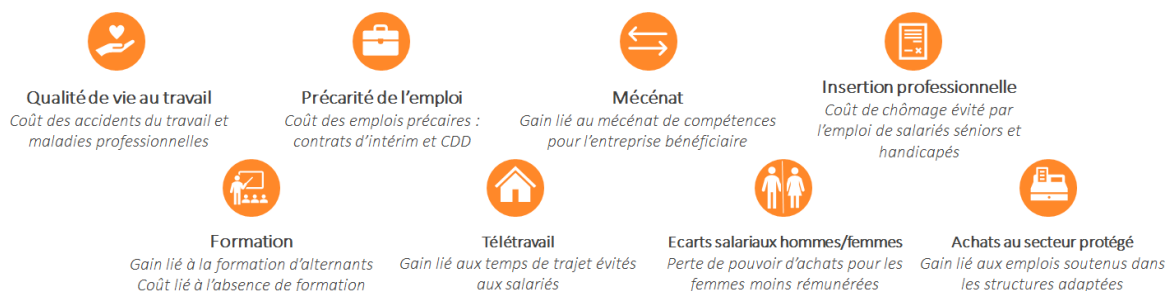 Qualité de vie au travail
Coût des accidents du travail et
maladies professionnelles
Précarité de l'emploi
Coût des emplois précaires :
contrats d'intérim et CDD
Mécénat
Gain lié au mécénat de compétences
pour l'entreprise bénéficiaire
Insertion professionnelle
Coût de chômage évité par
l'emploi de salariés séniors et
handicapés
Formation
Gain lié à la formation d'alternants
Coût lié à l'absence de formation
Télétravail
Gain lié aux temps de trajet évités
aux salariés
Ecarts salariaux hommes/femmes
Perte de pouvoir d'achats pour les
femmes moins rémunérées
Achats au secteur protégé
Gain lié aux emplois soutenus dans
les structures adaptées